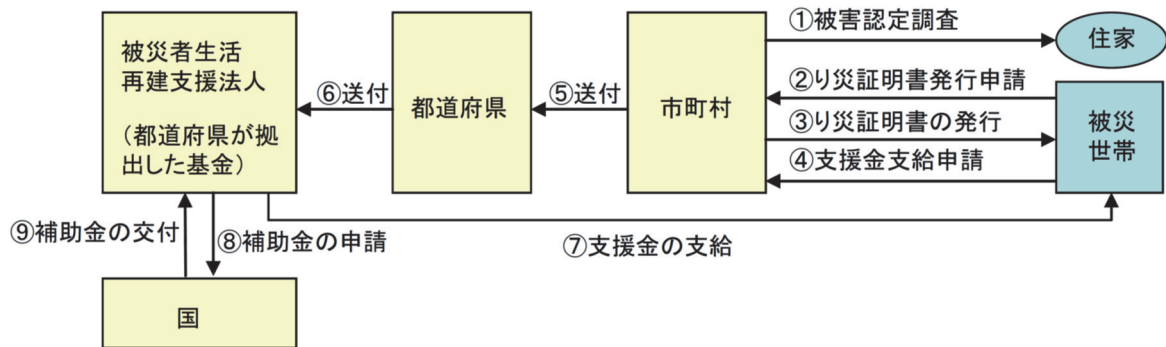 被災者生活
再建支援法人
（都道府県が拠
出した基金）
⑥送付
都道府県
⑤送付
市町村
①被害認定調査
住家
②り災証明書発行申請
③り災証明書の発行
④支援金支給申請
被災
世帯
⑨補助金の交付
⑧補助金の申請
⑦支援金の支給
国